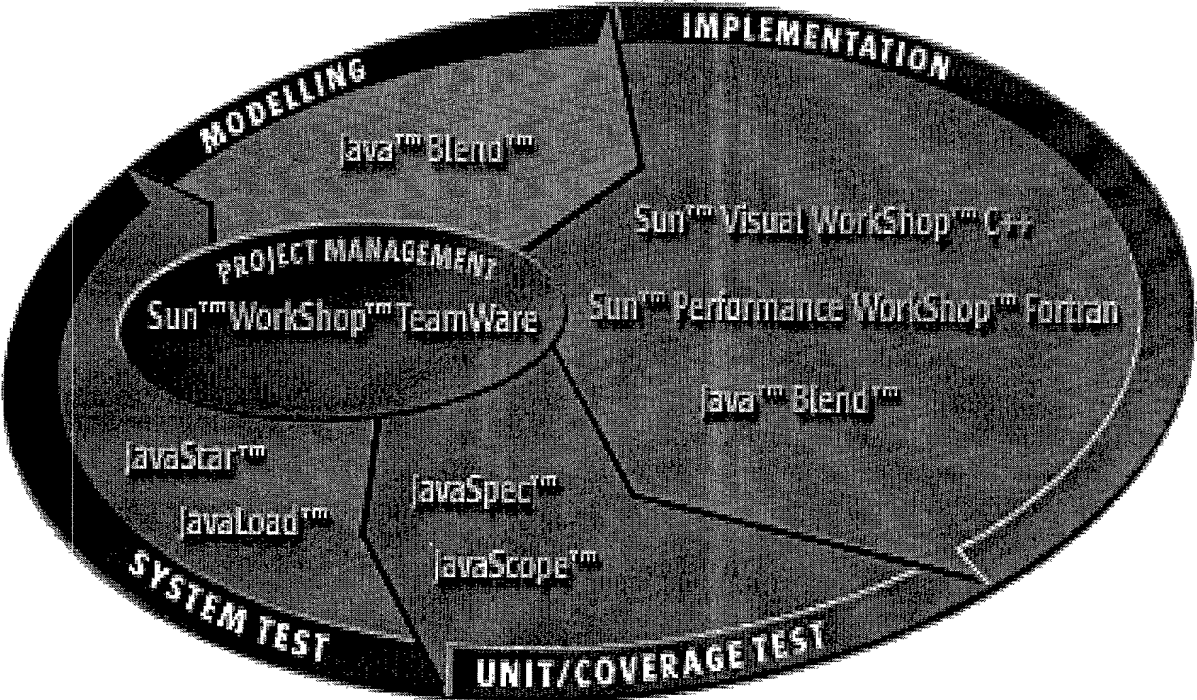 IMPLEMENTATION
MODELLING
Java™ Blend™
Sun™ Visual WorkShop™ C++
PROJECT MANAGEMENT
Sun™ WorkShop™ TeamWare
Sun™ Performance WorkShop™ Fortran
Java™ Blend™
JavaStar™
JavaSpec™
JavaLoad™
JavaScope™
SYSTEM TEST
UNIT/COVERAGE TEST